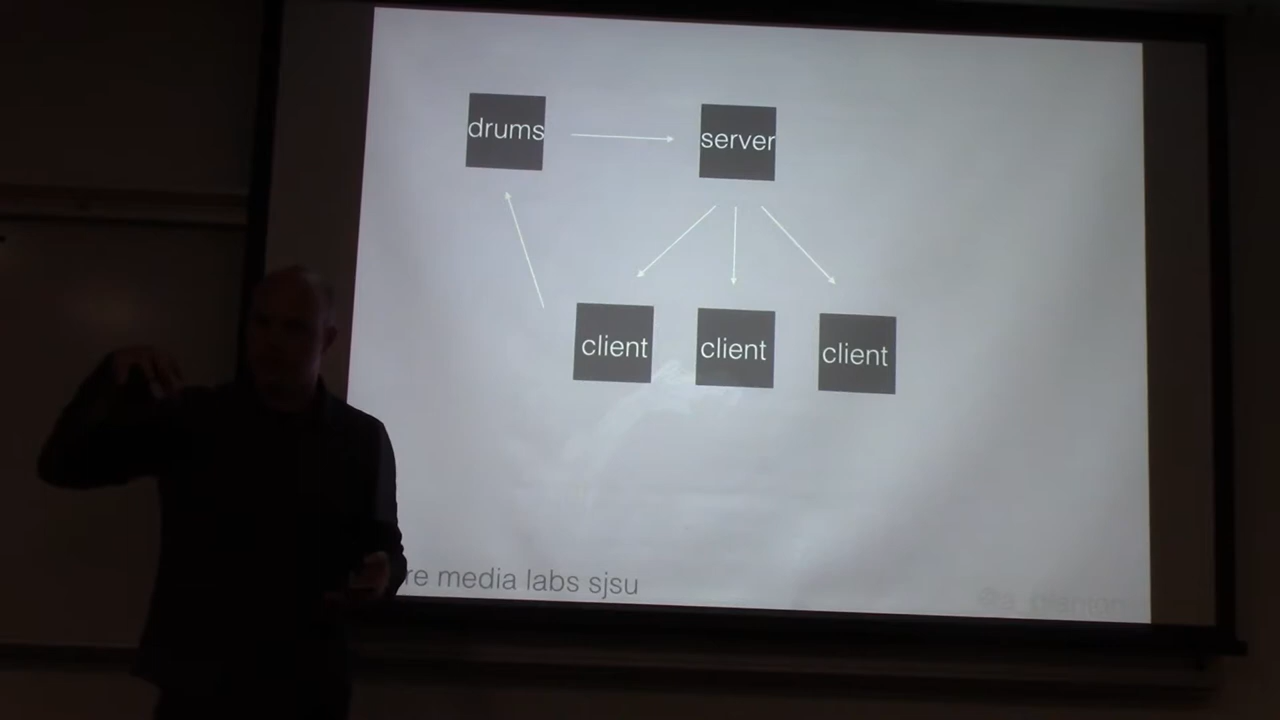 drums
server
client
client
client
re media labs sjsu